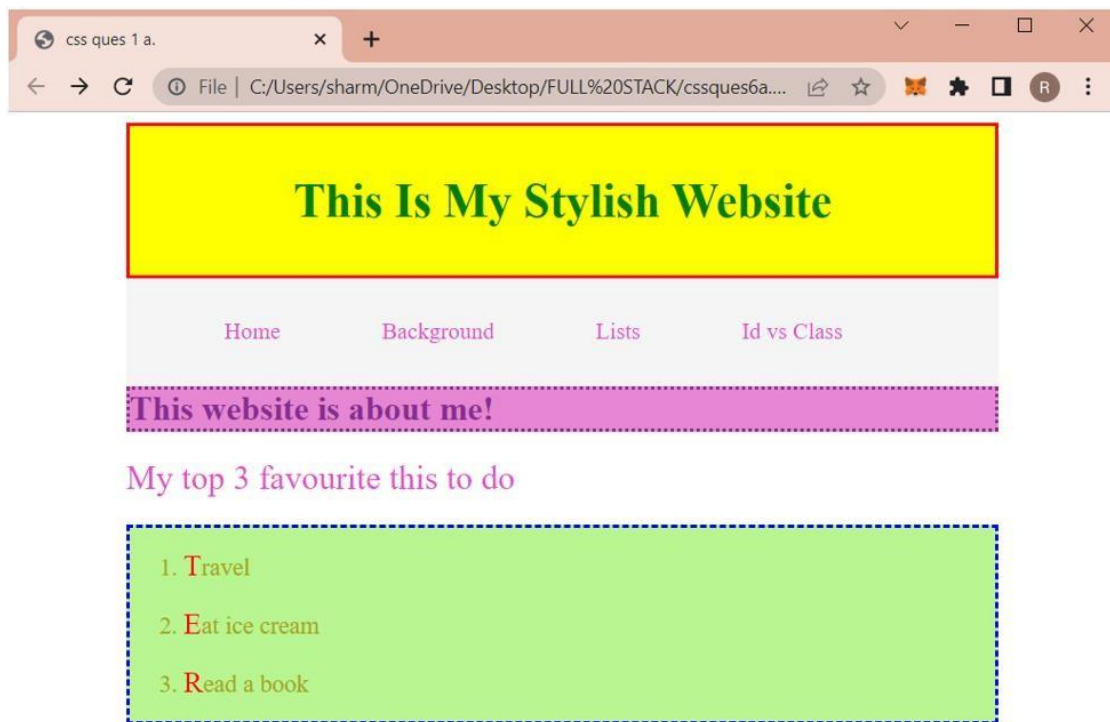 css ques 1 a.
File | C:/Users/sharm/OneDrive/Desktop/FULL%20STACK/cssques6a.... R
This Is My Stylish Website
Home Background Lists Id vs Class
This website is about me!
My top 3 favourite this to do
1. Travel
2. Eat ice cream
3. Read a book